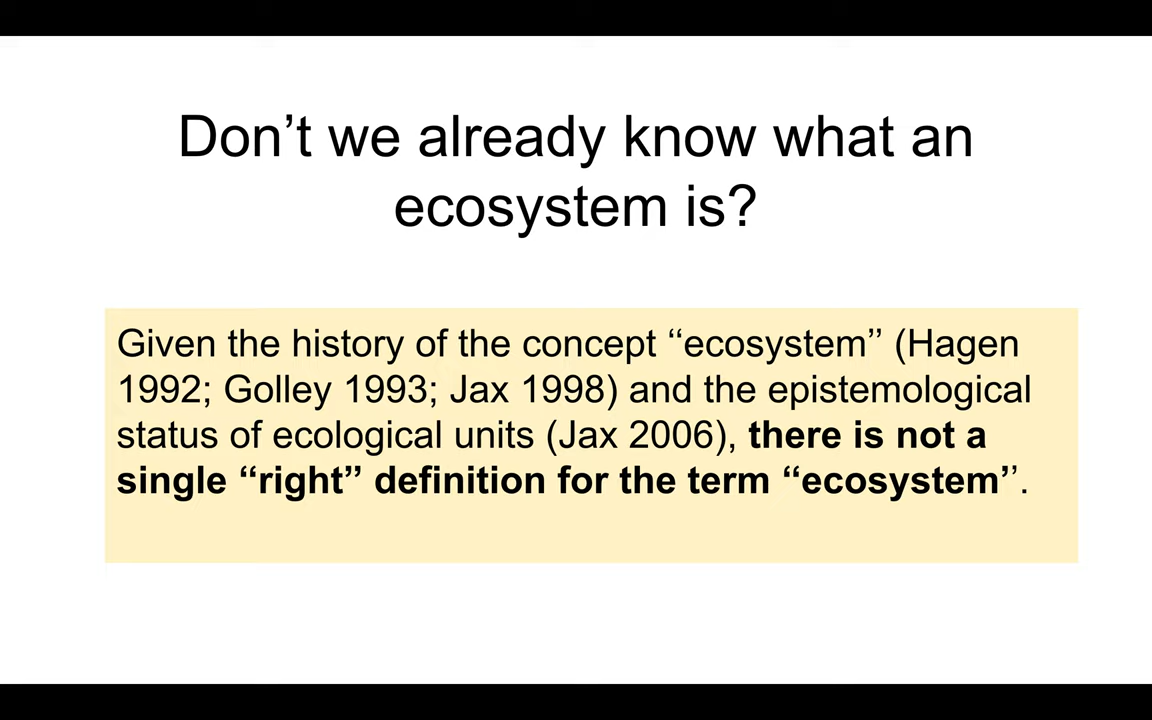 Don’t we already know what an
ecosystem is?
Given the history of the concept ‘‘ecosystem’’ (Hagen
1992; Golley 1993; Jax 1998) and the epistemological
status of ecological units (Jax 2006), there is not a
single ‘‘right’’ definition for the term ‘‘ecosystem’’.